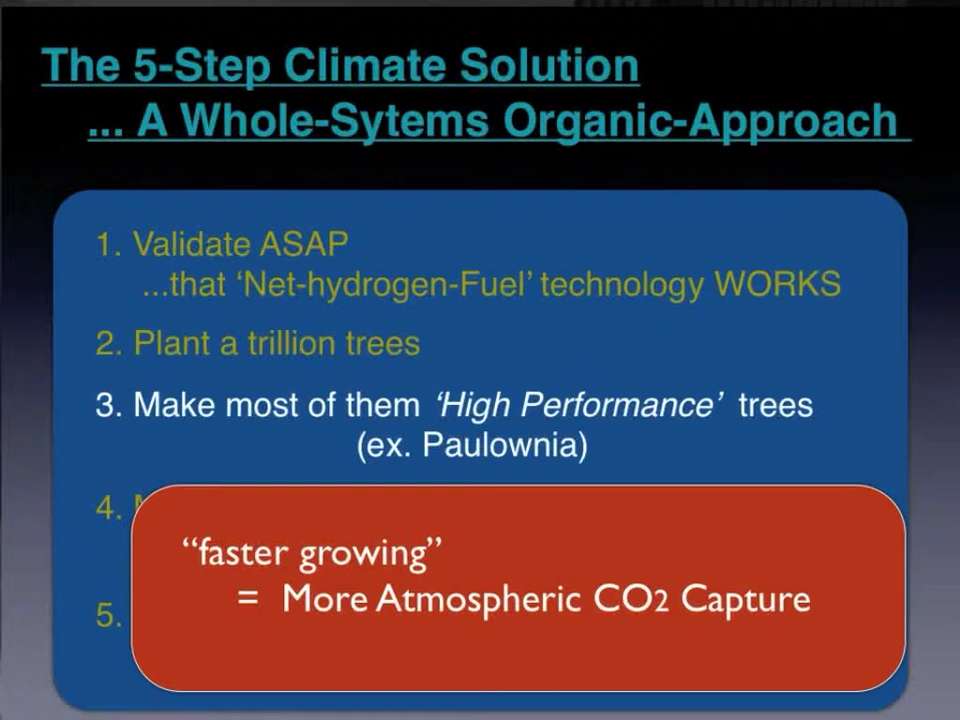 The 5-Step Climate Solution
... A Whole-Sytems Organic-Approach
1. Validate ASAP
...that ‘Net-hydrogen-Fuel’ technology WORKS
2. Plant a trillion trees
3. Make most of them ‘High Performance’ trees
(ex. Paulownia)
4.
“faster growing”
= More Atmospheric CO2 Capture
5.